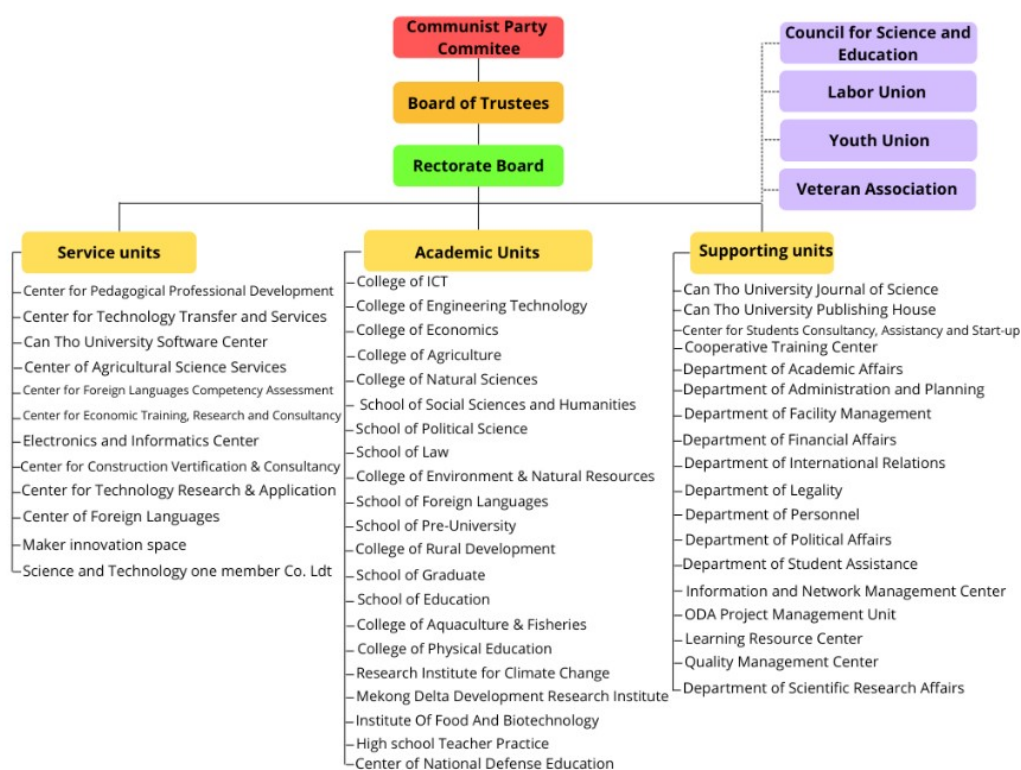 Communist Party
Commitee
Board of Trustees
Rectorate Board
Council for Science and
Education
Labor Union
Youth Union
Veteran Association
Service units
Center for Pedagogical Professional Development
Center for Technology Transfer and Services
Can Tho University Software Center
Center of Agricultural Science Services
Center for Foreign Languages Competency Assessment
Center for Economic Training, Research and Consultancy
Electronics and Informatics Center
Center for Construction Vertification & Consultancy
Center for Technology Research & Application
Center of Foreign Languages
Maker innovation space
Science and Technology one member Co. Ldt
Academic Units
College of ICT
College of Engineering Technology
College of Economics
College of Agriculture
College of Natural Sciences
School of Social Sciences and Humanities
School of Political Science
School of Law
College of Environment & Natural Resources
School of Foreign Languages
School of Pre-University
College of Rural Development
School of Graduate
School of Education
College of Aquaculture & Fisheries
College of Physical Education
Research Institute for Climate Change
Mekong Delta Development Research Institute
Institute Of Food And Biotechnology
High school Teacher Practice
Center of National Defense Education
Supporting units
Can Tho University Journal of Science
Can Tho University Publishing House
Center for Students Consultancy, Assistancy and Start-up
Cooperative Training Center
Department of Academic Affairs
Department of Administration and Planning
Department of Facility Management
Department of Financial Affairs
Department of International Relations
Department of Legality
Department of Personnel
Department of Political Affairs
Department of Student Assistance
Information and Network Management Center
ODA Project Management Unit
Learning Resource Center
Quality Management Center
Department of Scientific Research Affairs